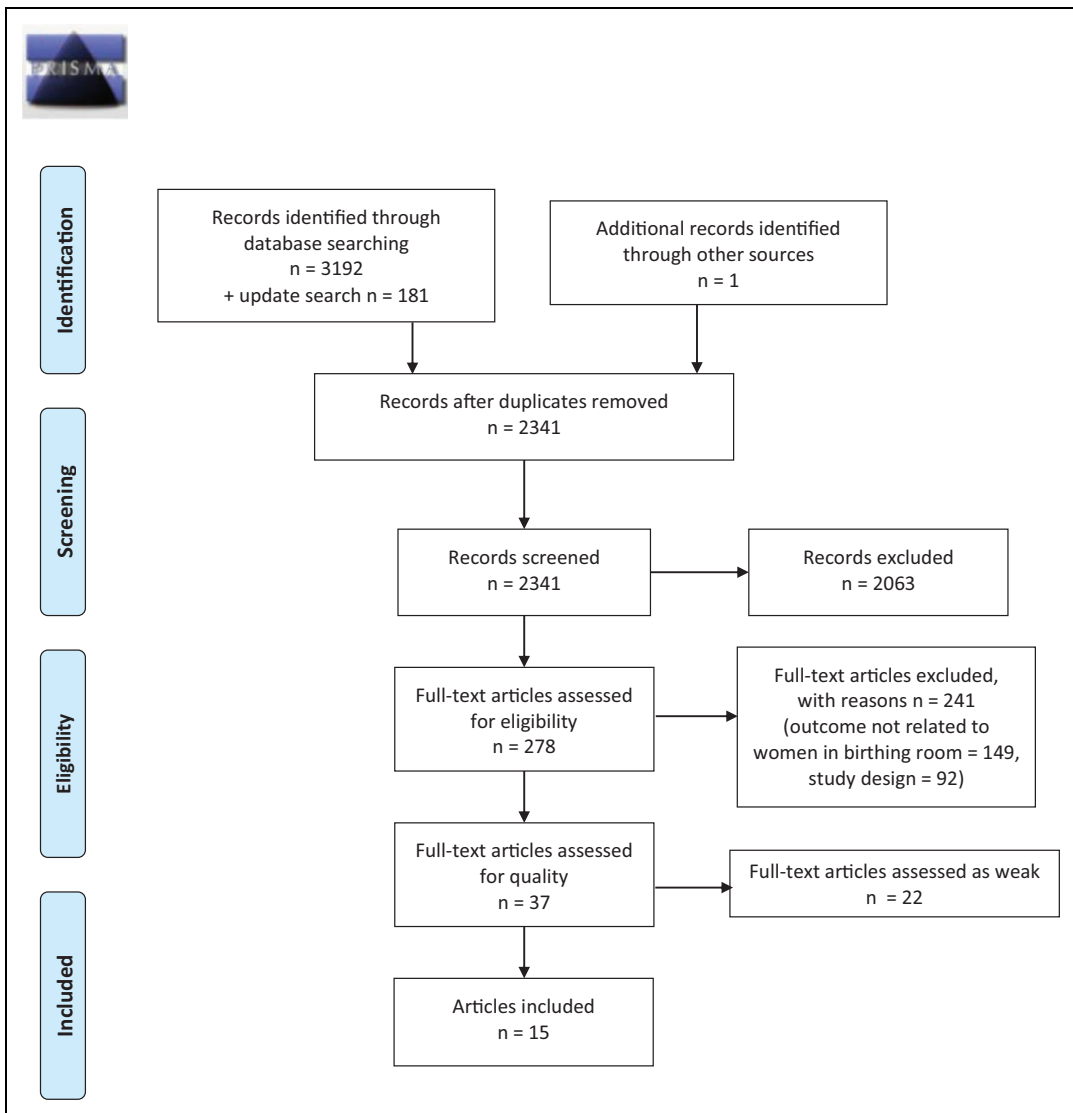 PRISMA
Identification
Records identified through
database searching
n = 3192
+ update search n = 181
Additional records identified
through other sources
n = 1
Records after duplicates removed
n = 2341
Screening
Records screened
n = 2341
Records excluded
n = 2063
Eligibility
Full-text articles assessed
for eligibility
n = 278
Full-text articles excluded,
with reasons n = 241
(outcome not related to
women in birthing room = 149,
study design = 92)
Full-text articles assessed
for quality
n = 37
Full-text articles assessed as weak
n = 22
Included
Articles included
n = 15